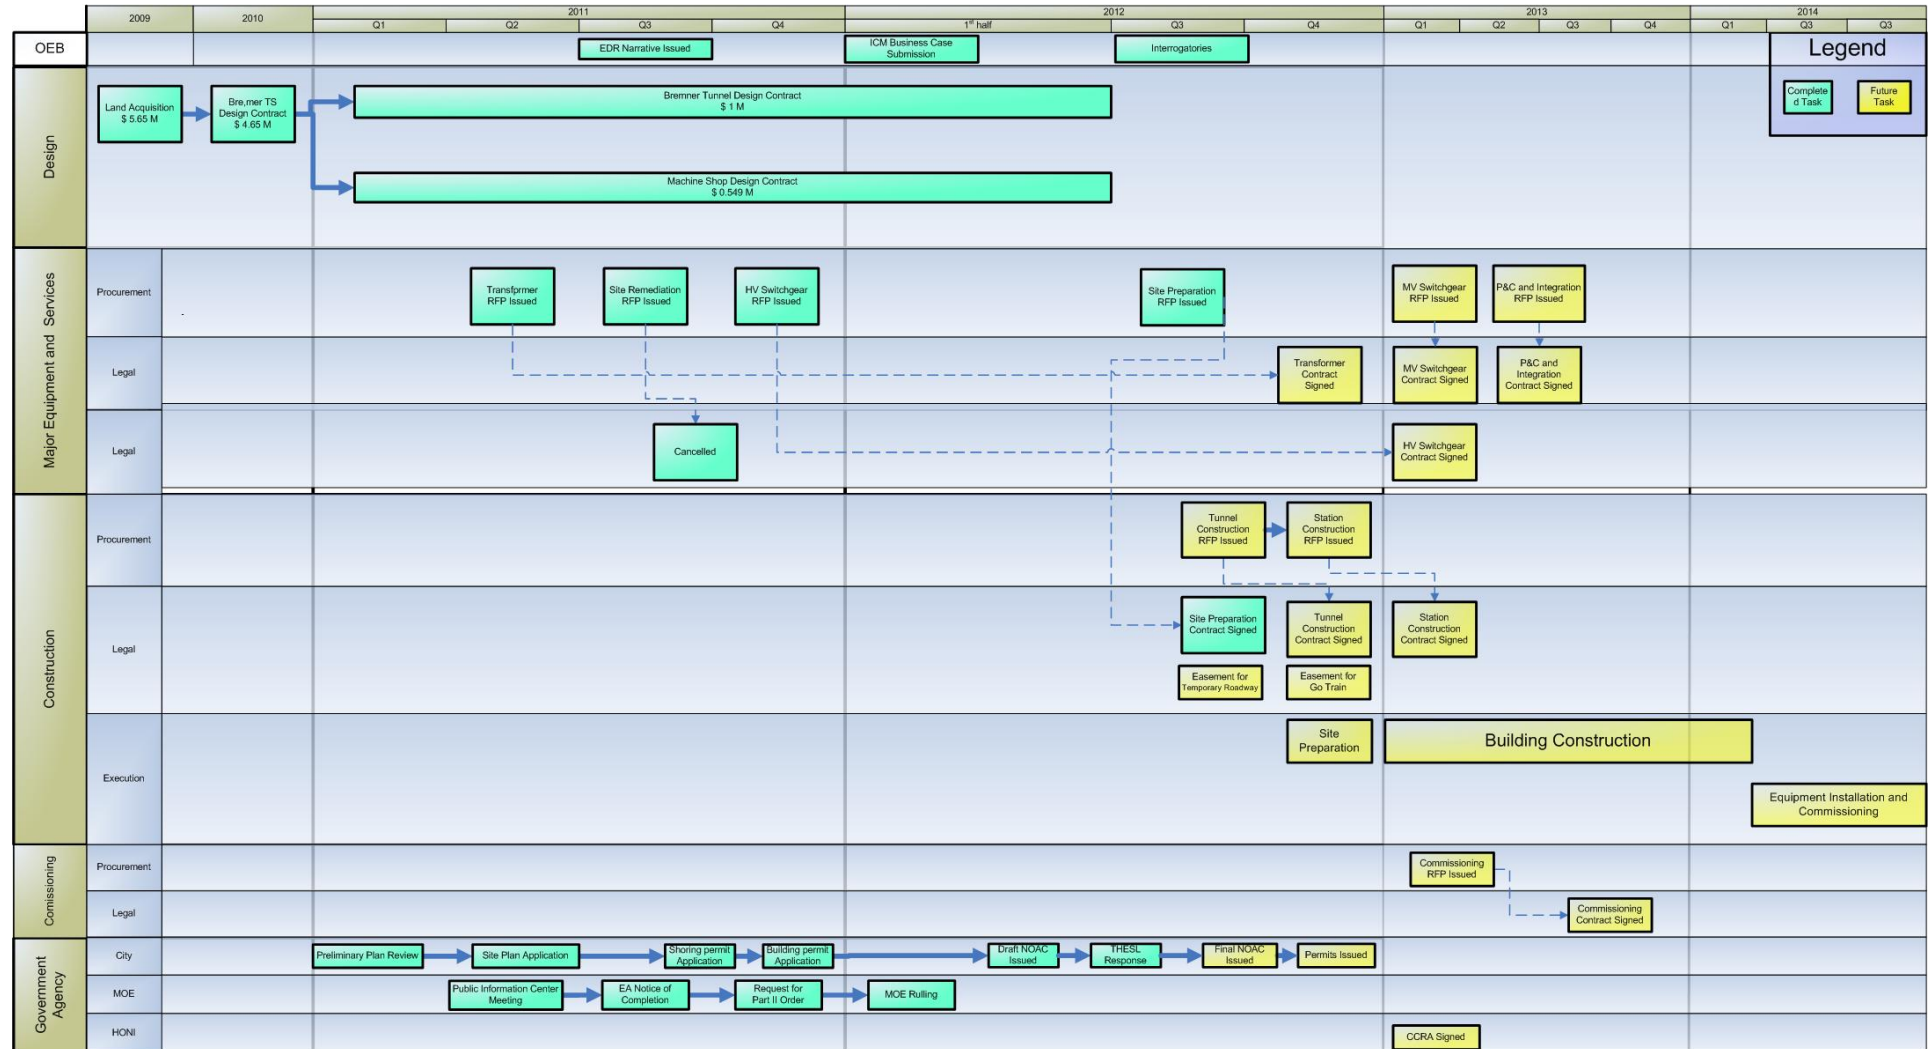 2009
2010
2011
2012
2013
2014
Q1
Q2
Q3
Q4
1st half
Q3
Q4
Q1
Q2
Q3
Q4
Q1
Q3
Q3
OEB
EDR Narrative Issued
ICM Business Case
Submission
Interrogatories
Legend
Complete
d Task
Future
Task
Design
Land Acquisition
$ 5.65 M
Bre,mer TS
Design Contract
$ 4.65 M
Bremner Tunnel Design Contract
$ 1 M
Machine Shop Design Contract
$ 0.549 M
Major Equipment and Services
Procurement
Transfprmer
RFP Issued
Site Remediation
RFP Issued
HV Switchgear
RFP Issued
Site Preparation
RFP Issued
MV Switchgear
RFP Issued
P&C and Integration
RFP Issued
Legal
Transformer
Contract
Signed
MV Switchgear
Contract Signed
P&C and
Integration
Contract Signed
Legal
Cancelled
HV Switchgear
Contract Signed
Construction
Procurement
Tunnel
Construction
RFP Issued
Station
Construction
RFP Issued
Legal
Site Preparation
Contract Signed
Tunnel
Construction
Contract Signed
Station
Construction
Contract Signed
Easement for
Temporary Roadway
Easement for
Go Train
Execution
Site
Preparation
Building Construction
Equipment Installation and
Commissioning
Comissioning
Procurement
Commissioning
RFP Issued
Legal
Commissioning
Contract Signed
Government
Agency
City
Preliminary Plan Review
Site Plan Application
Shoring permit
Application
Building permit
Application
Draft NOAC
Issued
THESL
Response
Final NOAC
Issued
Permits Issued
MOE
Public Information Center
Meeting
EA Notice of
Completion
Request for
Part II Order
MOE Rulling
HONI
CCRA Signed